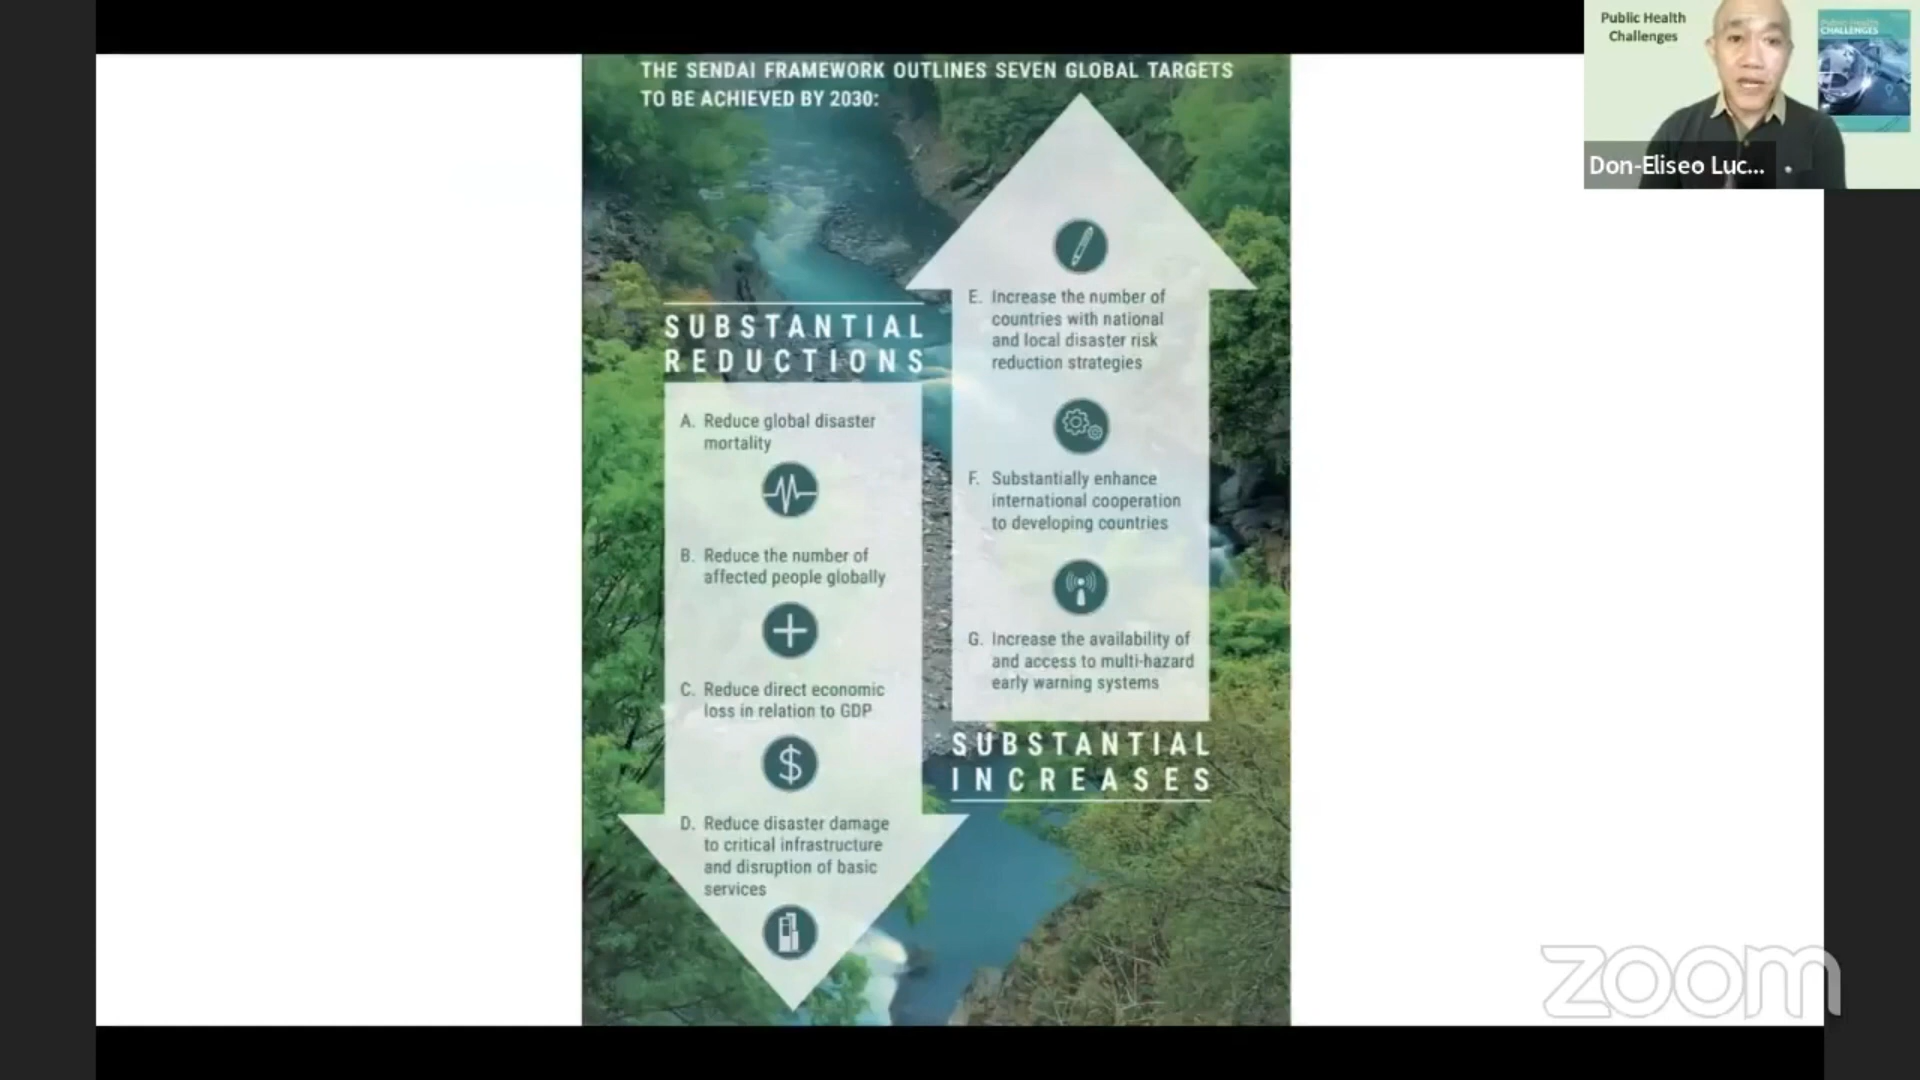 THE SENDAI FRAMEWORK OUTLINES SEVEN GLOBAL TARGETS
TO BE ACHIEVED BY 2030:
SUBSTANTIAL
REDUCTIONS
A. Reduce global disaster
mortality
B. Reduce the number of
affected people globally
C. Reduce direct economic
loss in relation to GDP
$
D. Reduce disaster damage
to critical infrastructure
and disruption of basic
services
E. Increase the number of
countries with national
and local disaster risk
reduction strategies
F. Substantially enhance
international cooperation
to developing countries
G. Increase the availability of
and access to multi-hazard
early warning systems
SUBSTANTIAL
INCREASES
Public Health
Challenges
Public Health
CHALLENGES
Don-Eliseo Luc...
zoom